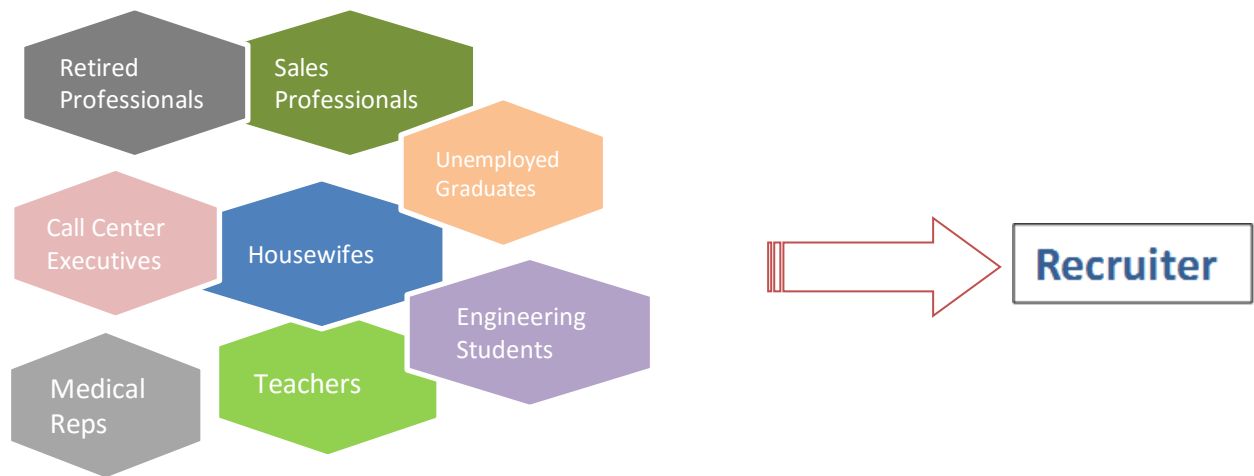 Retired
Professionals
Sales
Professionals
Unemployed
Graduates
Call Center
Executives
Housewifes
Engineering
Students
Medical
Reps
Teachers
Recruiter